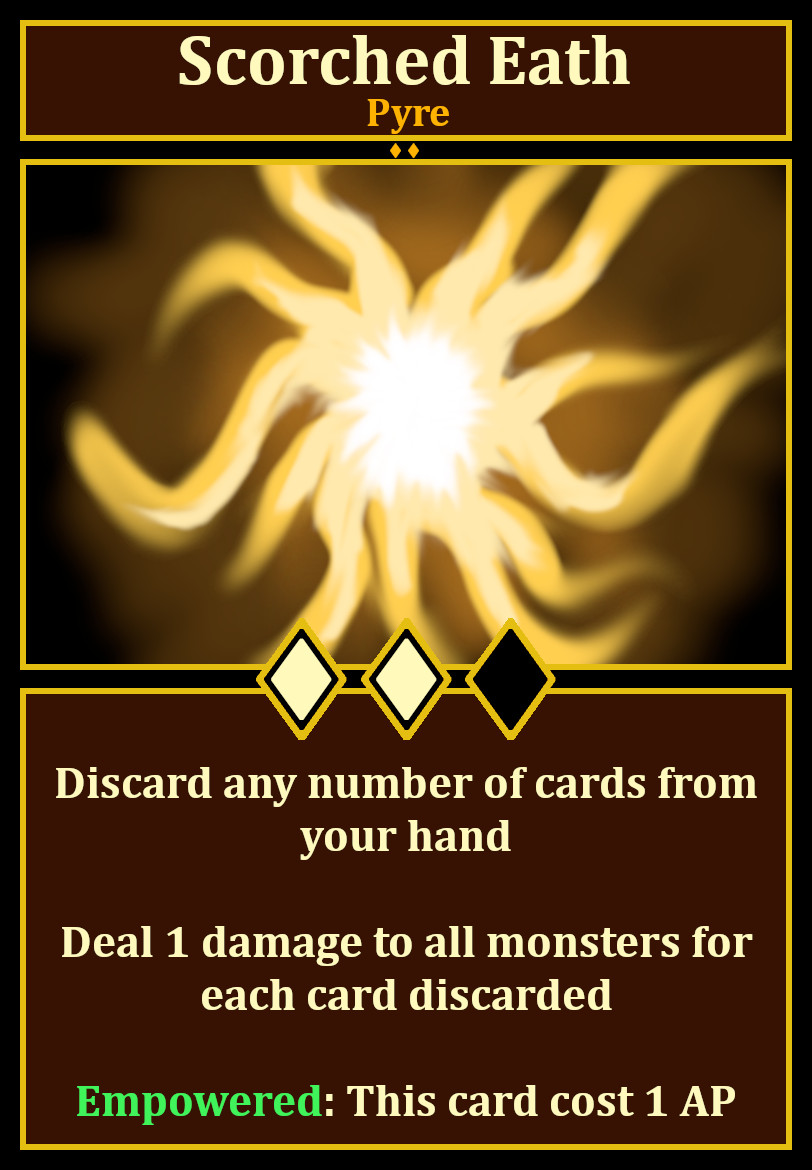 Scorched Eath
Pyre
Discard any number of cards from
your hand
Deal 1 damage to all monsters for
each card discarded
Empowered: This card cost 1 AP